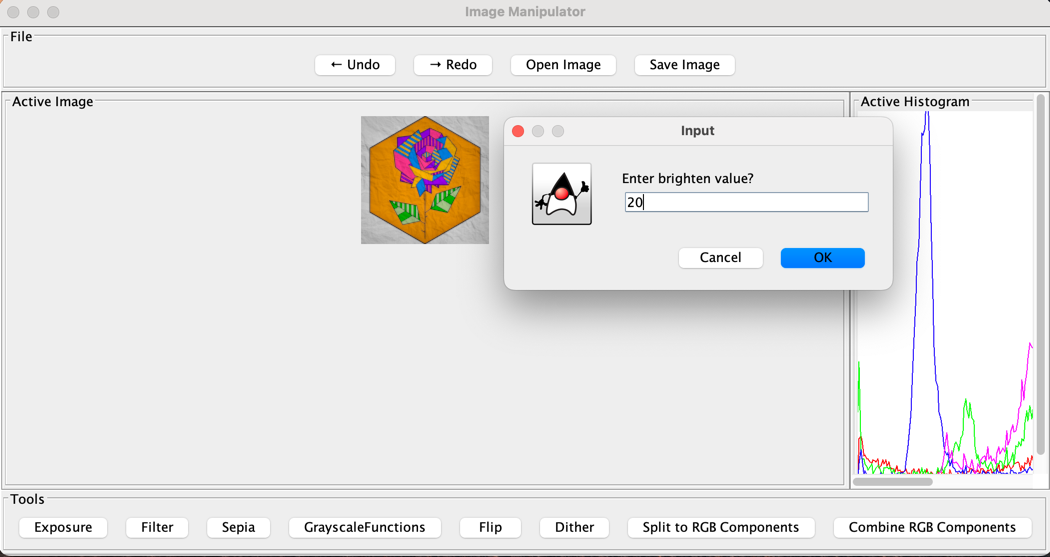 Image Manipulator
File
← Undo
→ Redo
Open Image
Save Image
Active Image
Active Histogram
Input
Enter brighten value?
20
Cancel
OK
Tools
Exposure
Filter
Sepia
GrayscaleFunctions
Flip
Dither
Split to RGB Components
Combine RGB Components